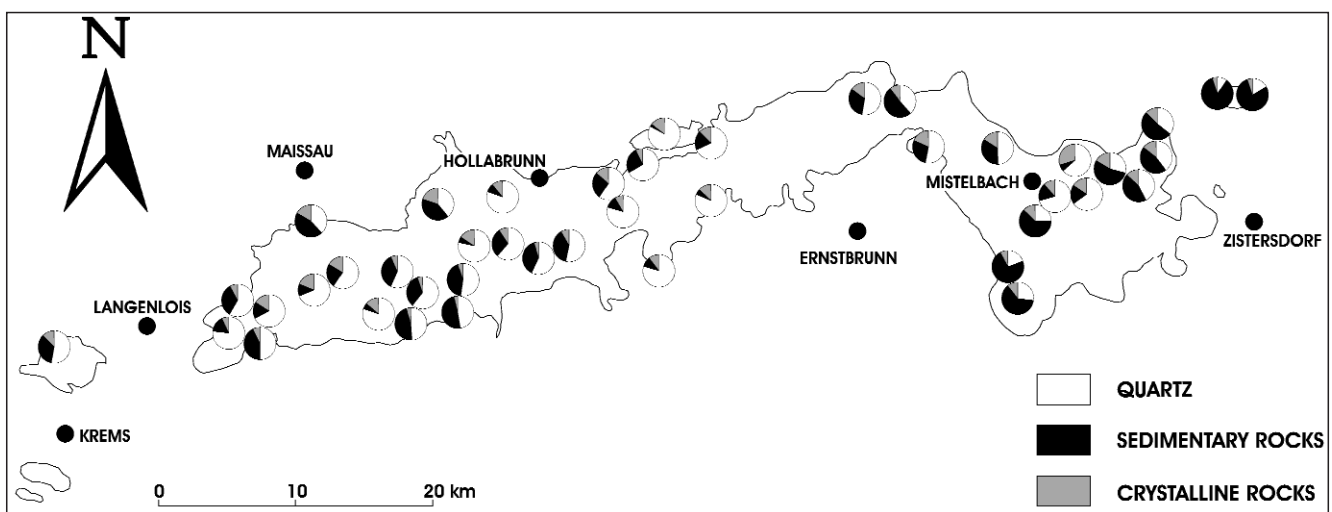 N
MAISSAU
HOLLABRUNN
MISTELBACH
ZISTERSDORF
ERNSTBRUNN
LANGENLOIS
KREMS
0 10 20 km
QUARTZ
SEDIMENTARY ROCKS
CRYSTALLINE ROCKS